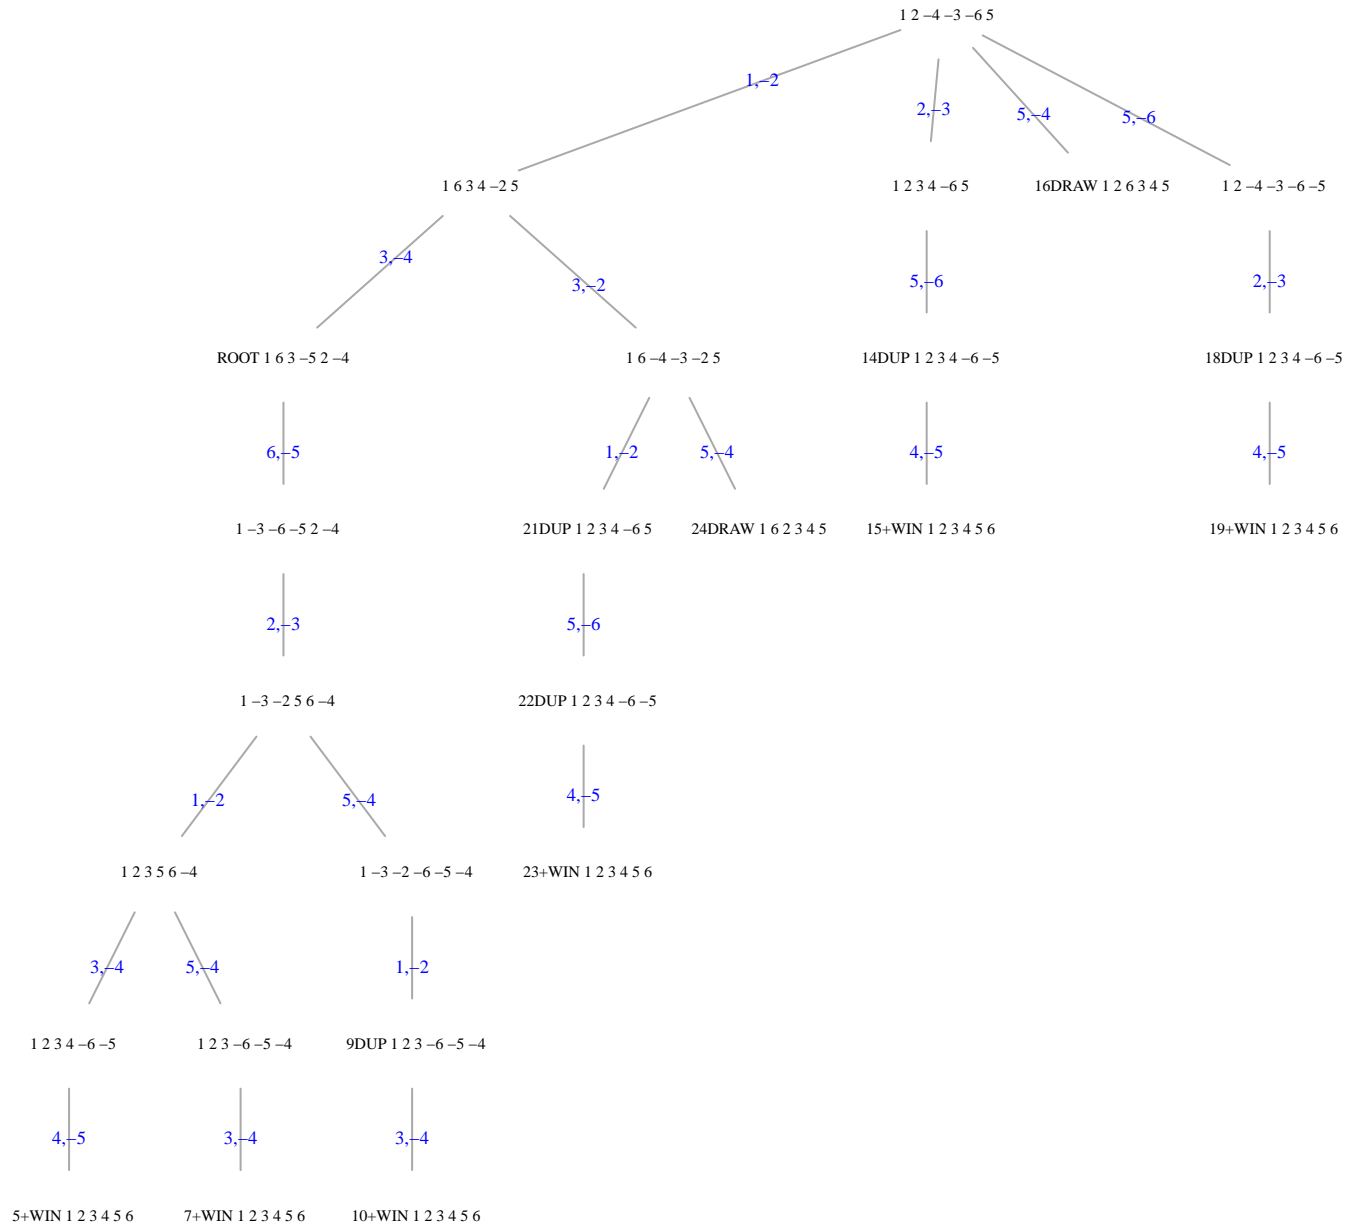 1 2 –4 –3 –6 5
1,–2
2,–3
5,–4
5,–6
1 6 3 4 –2 5
1 2 3 4 –6 5
16DRAW 1 2 6 3 4 5
1 2 –4 –3 –6 –5
3,–4
3,–2
5,–6
2,–3
ROOT 1 6 3 –5 2 –4
1 6 –4 –3 –2 5
14DUP 1 2 3 4 –6 –5
18DUP 1 2 3 4 –6 –5
6,–5
1,–2
5,–4
4,–5
4,–5
1 –3 –6 –5 2 –4
21DUP 1 2 3 4 –6 5
24DRAW 1 6 2 3 4 5
15+WIN 1 2 3 4 5 6
19+WIN 1 2 3 4 5 6
2,–3
5,–6
1 –3 –2 5 6 –4
22DUP 1 2 3 4 –6 –5
1,–2
5,–4
4,–5
1 2 3 5 6 –4
1 –3 –2 –6 –5 –4
23+WIN 1 2 3 4 5 6
3,–4
5,–4
1,–2
1 2 3 4 –6 –5
1 2 3 –6 –5 –4
9DUP 1 2 3 –6 –5 –4
4,–5
3,–4
3,–4
5+WIN 1 2 3 4 5 6
7+WIN 1 2 3 4 5 6
10+WIN 1 2 3 4 5 6